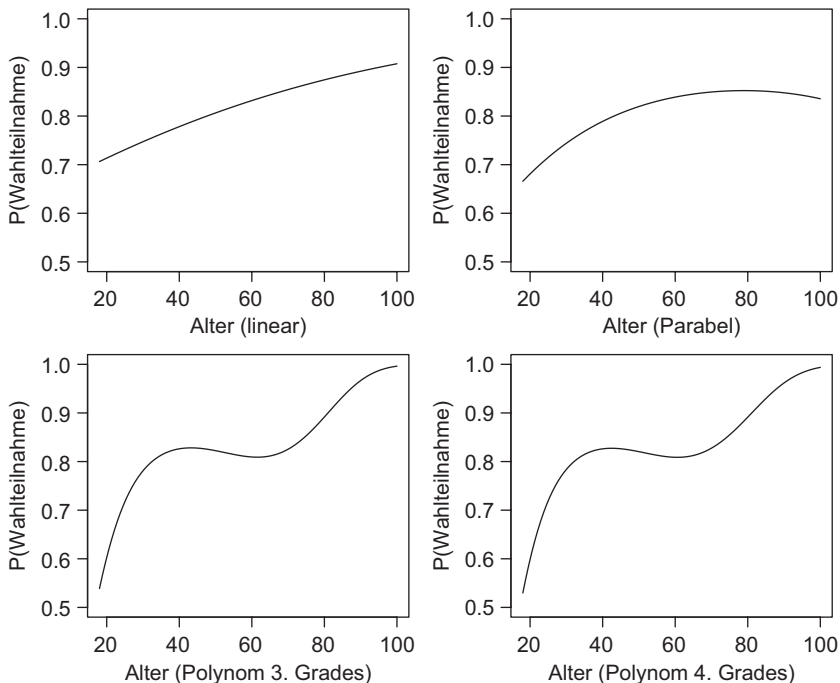 1.0
0.9
0.8
0.7
0.6
0.5
P(Wahlteilnahme)
20 40 60 80 100
Alter (linear)
1.0
0.9
0.8
0.7
0.6
0.5
P(Wahlteilnahme)
20 40 60 80 100
Alter (Parabel)
1.0
0.9
0.8
0.7
0.6
0.5
P(Wahlteilnahme)
20 40 60 80 100
Alter (Polynom 3. Grades)
1.0
0.9
0.8
0.7
0.6
0.5
P(Wahlteilnahme)
20 40 60 80 100
Alter (Polynom 4. Grades)